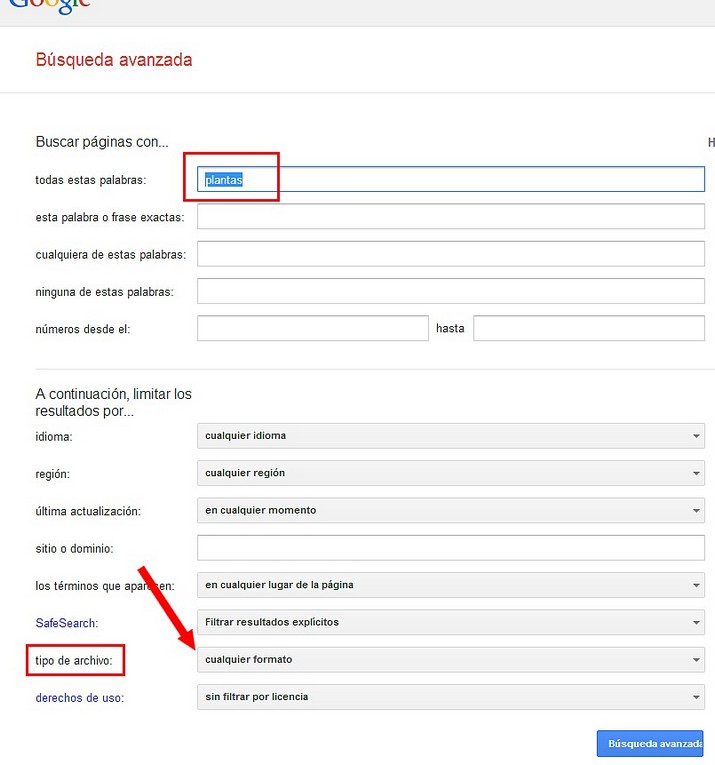 Google
Búsqueda avanzada
Buscar páginas con...
H
todas estas palabras: plantas
esta palabra o frase exactas:
cualquiera de estas palabras:
ninguna de estas palabras:
números desde el: hasta
A continuación, limitar los
resultados por...
idioma: cualquier idioma
región: cualquier región
última actualización: en cualquier momento
sitio o dominio:
los términos que aparecen: en cualquier lugar de la página
SafeSearch: Filtrar resultados explícitos
tipo de archivo: cualquier formato
derechos de uso: sin filtrar por licencia
Búsqueda avanzada